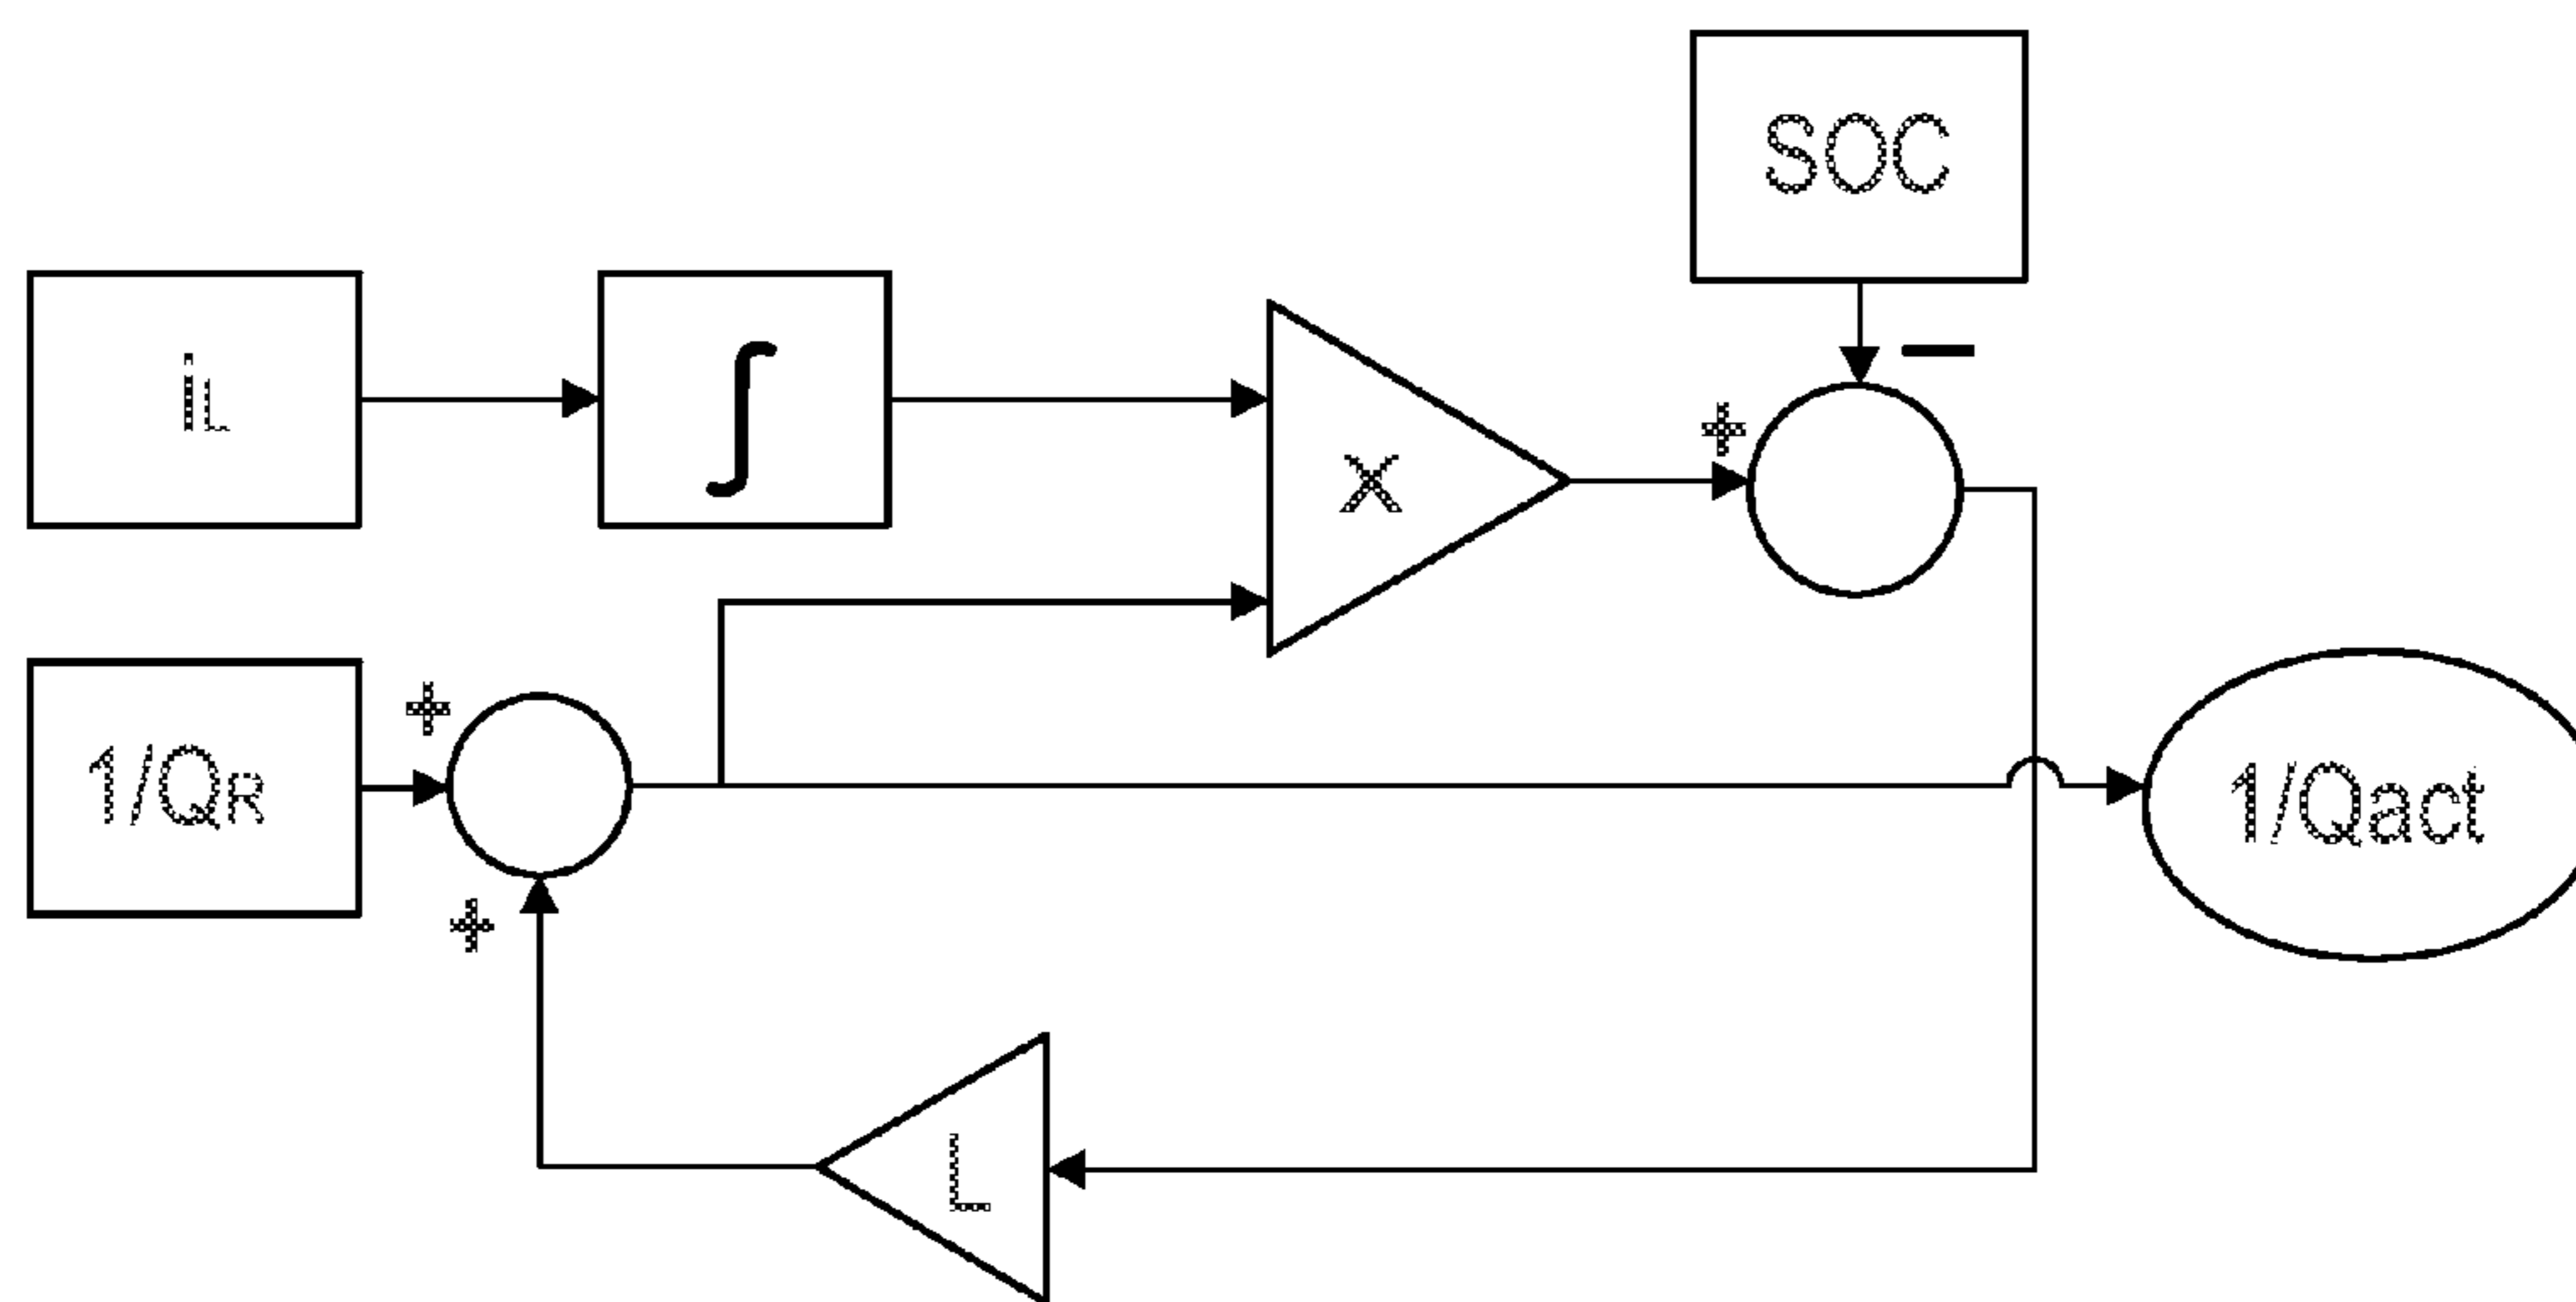 SOC
iL
∫
+
−
X
1/QR
+
+
1/Qact
L